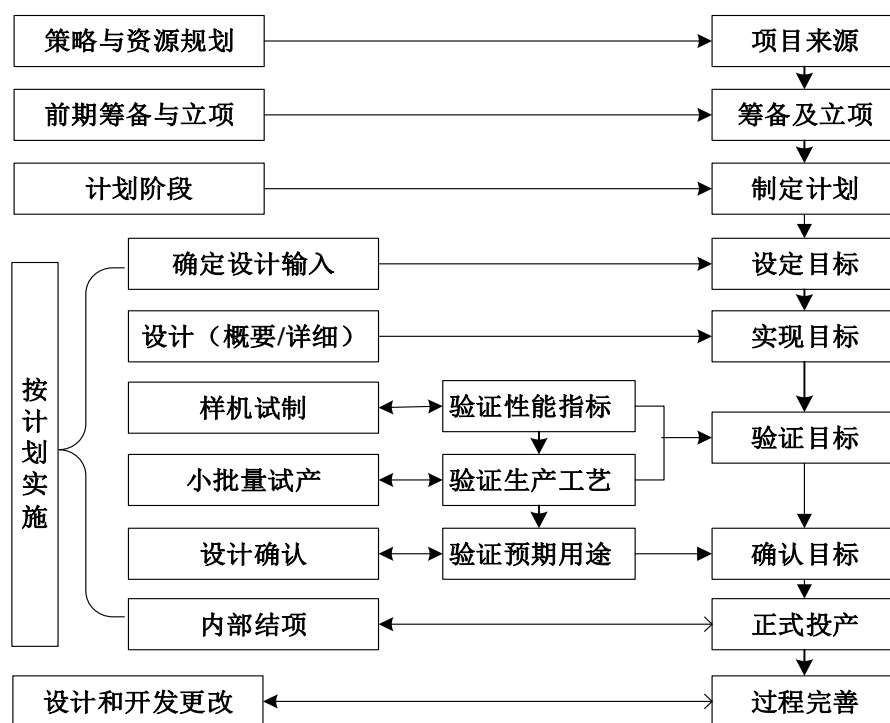 策略与资源规划
项目来源
前期筹备与立项
筹备及立项
计划阶段
制定计划
确定设计输入
设定目标
设计（概要/详细）
实现目标
按计划实施
样机试制
验证性能指标
验证目标
小批量试产
验证生产工艺
设计确认
验证预期用途
确认目标
内部结项
正式投产
设计和开发更改
过程完善